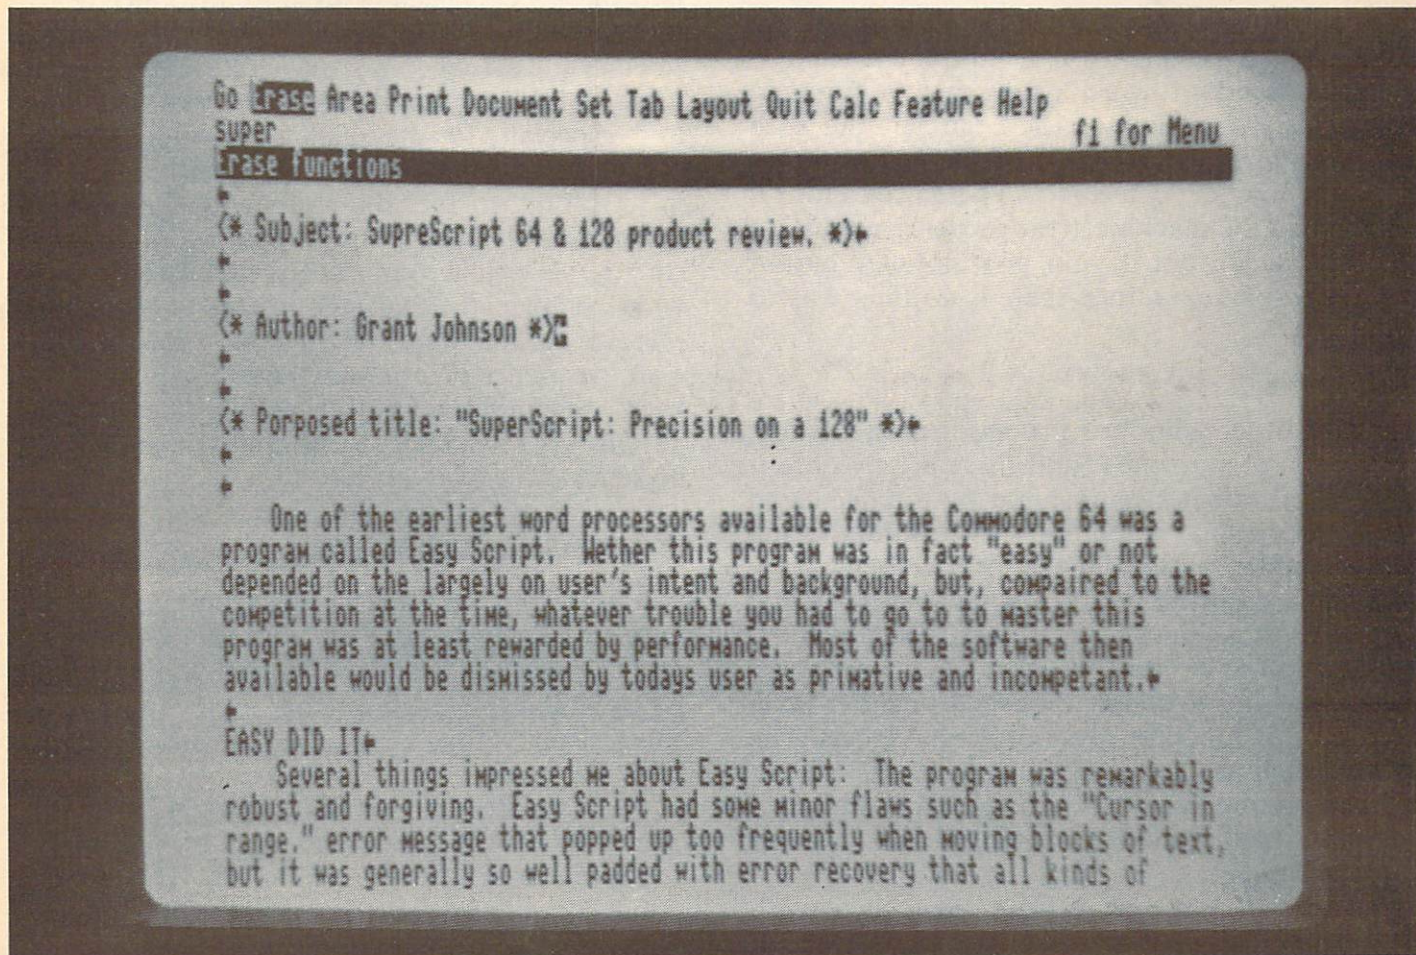 Go Erase Area Print Document Set Tab Layout Quit Calc Feature Help
super f1 for Menu
Erase functions
(* Subject: SupreScript 64 & 128 product review. *)
(* Author: Grant Johnson *)
(* Porposed title: "SuperScript: Precision on a 128" *)
One of the earliest word processors available for the Commodore 64 was a
program called Easy Script. Wether this program was in fact "easy" or not
depended on the largely on user's intent and background, but, compaired to the
competition at the time, whatever trouble you had to go to to master this
program was at least rewarded by performance. Most of the software then
available would be dismissed by todays user as primative and incompetant.
EASY DID IT
Several things impressed me about Easy Script: The program was remarkably
robust and forgiving. Easy Script had some minor flaws such as the "Cursor in
range." error message that popped up too frequently when moving blocks of text,
but it was generally so well padded with error recovery that all kinds of